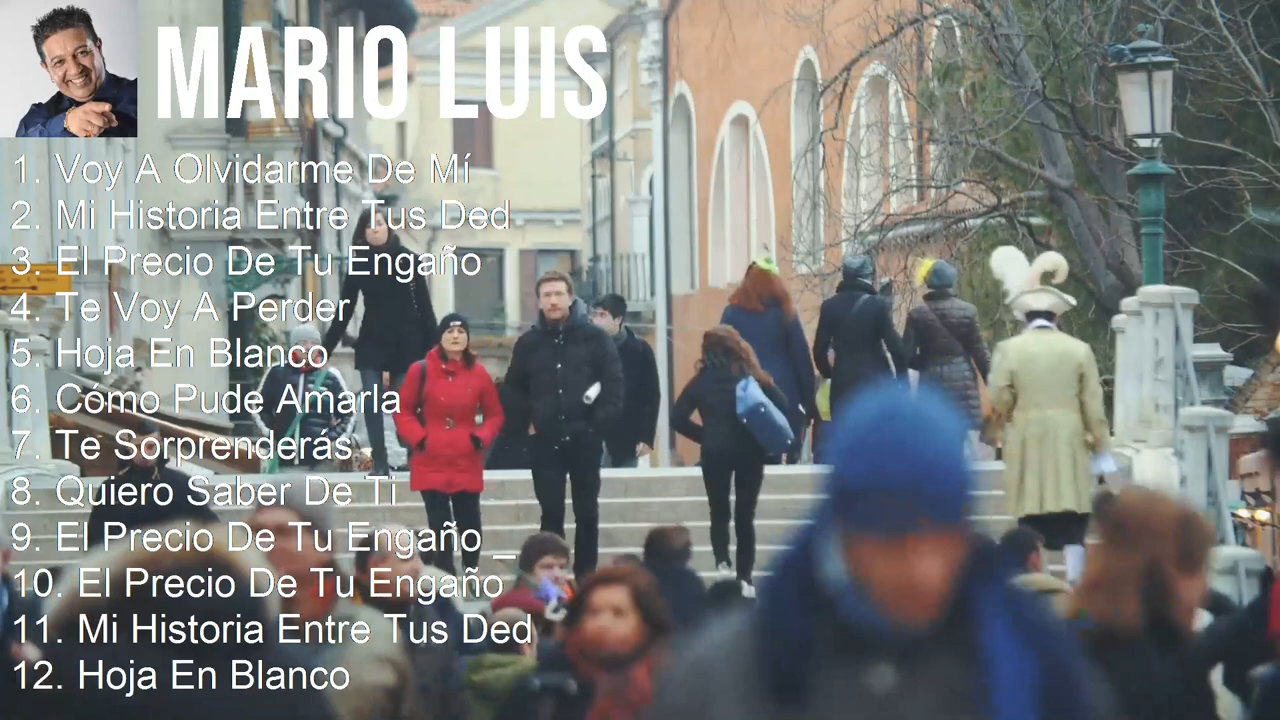 MARIO LUIS
1. Voy A Olvidarme De Mí
2. Mi Historia Entre Tus Ded
3. El Precio De Tu Engaño
4. Te Voy A Perder
5. Hoja En Blanco
6. Cómo Pude Amarla
7. Te Sorprenderás
8. Quiero Saber De Ti
9. El Precio De Tu Engaño _
10. El Precio De Tu Engaño
11. Mi Historia Entre Tus Ded
12. Hoja En Blanco